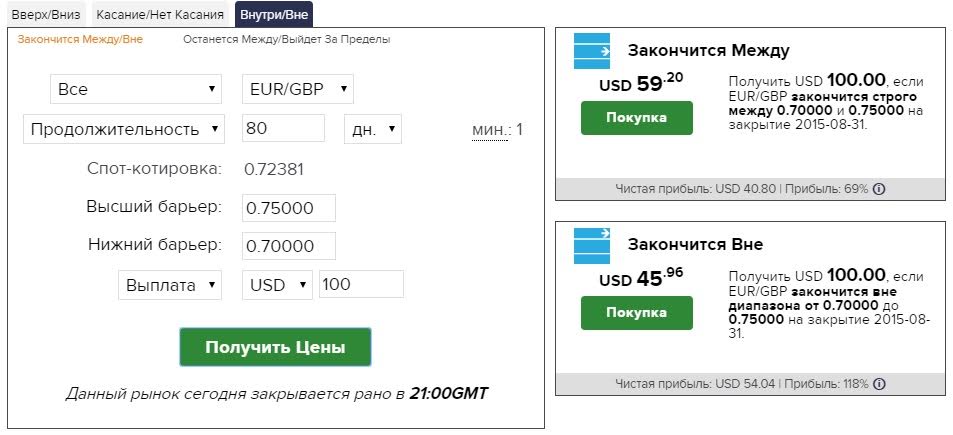 Вверх/Вниз Касание/Нет Касания Внутри/Вне
Закончится Между/Вне Останется Между/Выйдет За Пределы
Все EUR/GBP
Продолжительность 80 дн. мин.: 1
Спот-котировка: 0.72381
Высший барьер: 0.75000
Нижний барьер: 0.70000
Выплата USD 100
Получить Цены
Данный рынок сегодня закрывается рано в 21:00GMT
Закончится Между
USD 59.20
Покупка
Получить USD 100.00, если
EUR/GBP закончится строго
между 0.70000 и 0.75000 на
закрытие 2015-08-31.
Чистая прибыль: USD 40.80 | Прибыль: 69%
Закончится Вне
USD 45.96
Покупка
Получить USD 100.00, если
EUR/GBP закончится вне
диапазона от 0.70000 до
0.75000 на закрытие 2015-08-
31.
Чистая прибыль: USD 54.04 | Прибыль: 118%